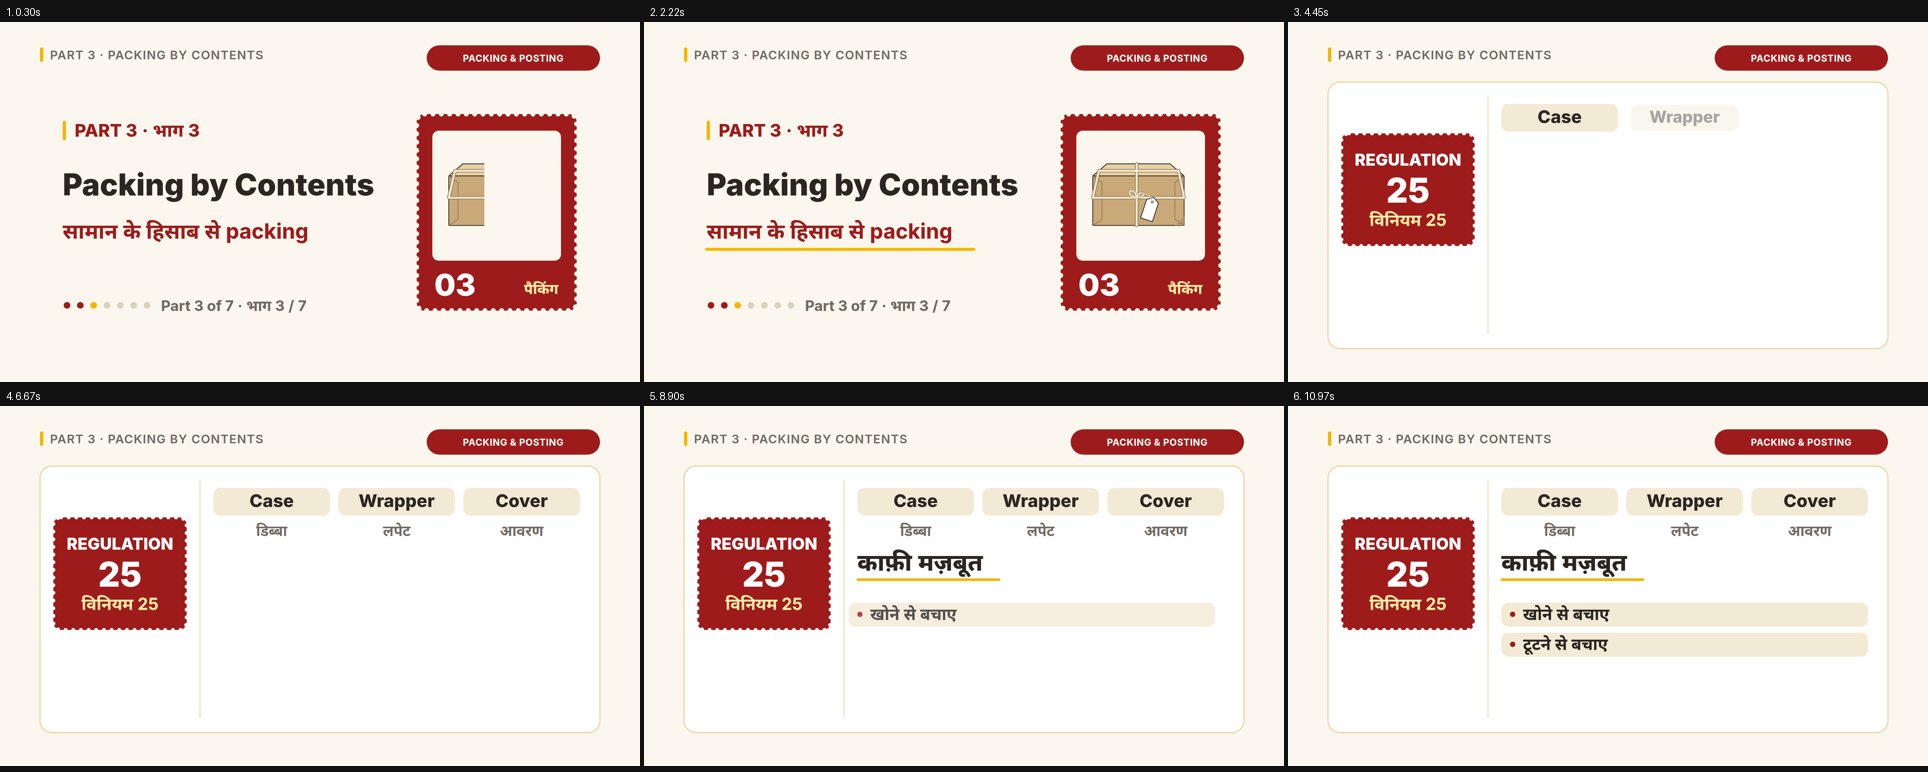 1. 0.30s
PART 3 · PACKING BY CONTENTS
PACKING & POSTING
PART 3 · भाग 3
Packing by Contents
सामान के हिसाब से packing
03
पैकिंग
Part 3 of 7 · भाग 3 / 7
2. 2.22s
PART 3 · PACKING BY CONTENTS
PACKING & POSTING
PART 3 · भाग 3
Packing by Contents
सामान के हिसाब से packing
03
पैकिंग
Part 3 of 7 · भाग 3 / 7
3. 4.45s
PART 3 · PACKING BY CONTENTS
PACKING & POSTING
Case Wrapper
REGULATION
25
विनियम 25
4. 6.67s
PART 3 · PACKING BY CONTENTS
PACKING & POSTING
Case Wrapper Cover
डिब्बा लपेट आवरण
REGULATION
25
विनियम 25
5. 8.90s
PART 3 · PACKING BY CONTENTS
PACKING & POSTING
Case Wrapper Cover
डिब्बा लपेट आवरण
REGULATION
25
विनियम 25
काफ़ी मज़बूत
• खोने से बचाए
6. 10.97s
PART 3 · PACKING BY CONTENTS
PACKING & POSTING
Case Wrapper Cover
डिब्बा लपेट आवरण
REGULATION
25
विनियम 25
काफ़ी मज़बूत
• खोने से बचाए
• टूटने से बचाए